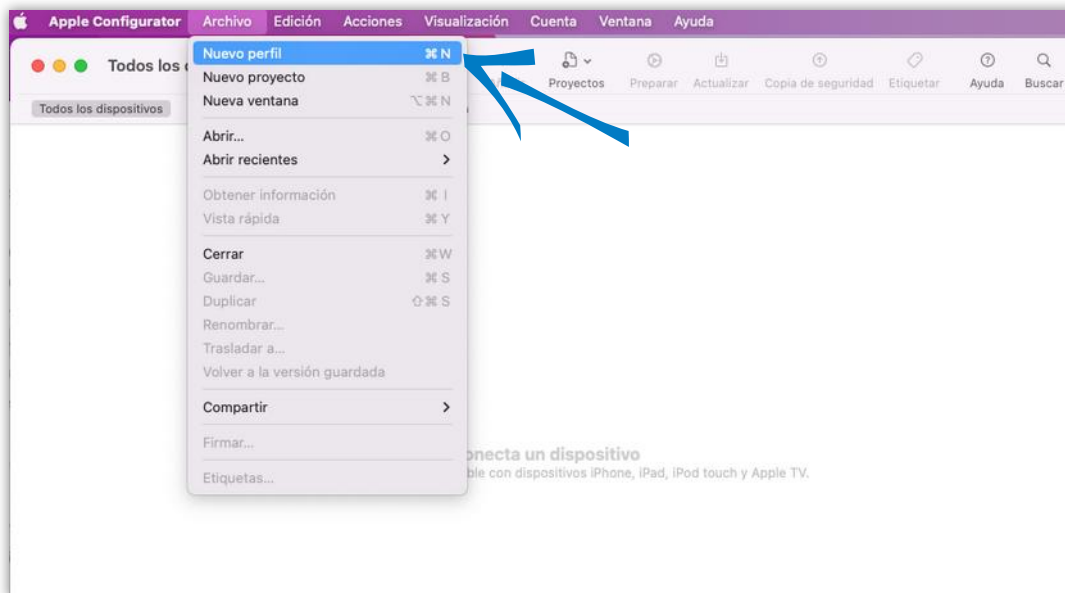 Apple Configurator Archivo Edición Acciones Visualización Cuenta Ventana Ayuda
Todos los
Proyectos Preparar Actualizar Copia de seguridad Etiquetar Ayuda Buscar
Todos los dispositivos
Nuevo perfil ⌘ N
Nuevo proyecto ⌘ B
Nueva ventana ⌥ ⌘ N
Abrir... ⌘ O
Abrir recientes >
Obtener información ⌘ I
Vista rápida ⌘ Y
Cerrar ⌘ W
Guardar... ⌘ S
Duplicar ⇧ ⌘ S
Renombrar...
Trasladar a...
Volver a la versión guardada
Compartir >
Firmar...
Etiquetas...
un dispositivo
con dispositivos iPhone, iPad, iPod touch y Apple TV.